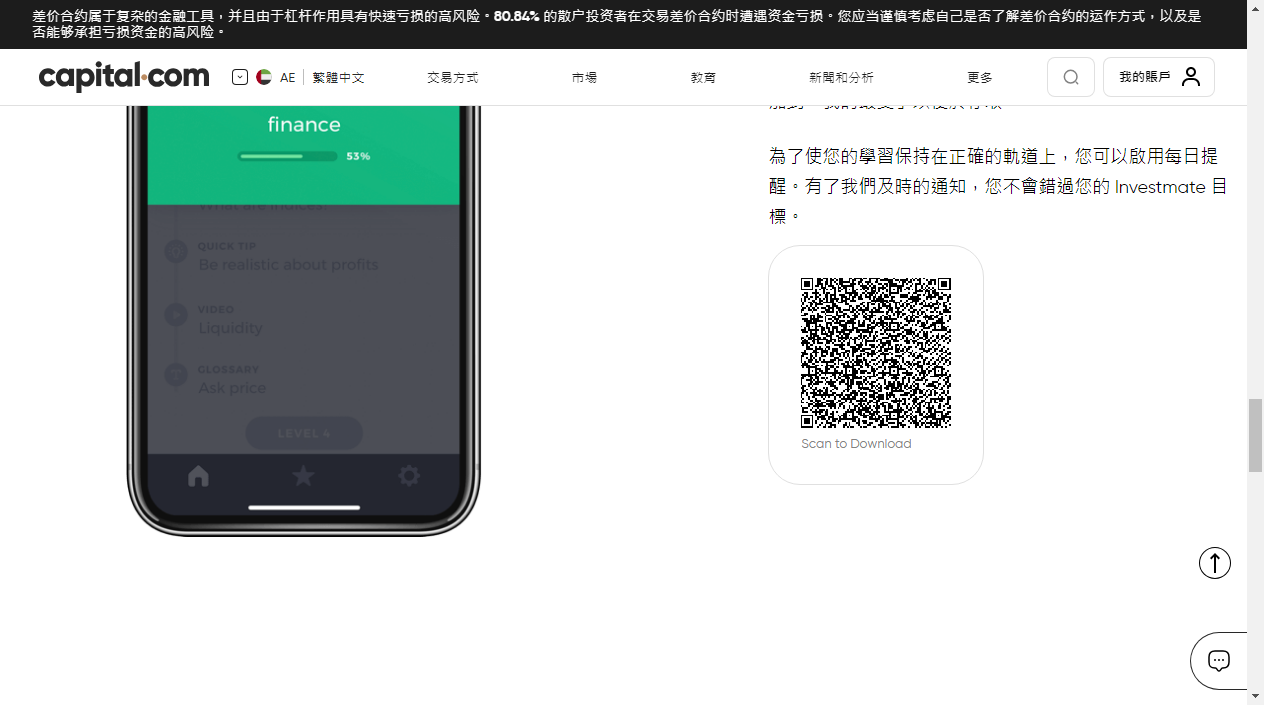 差价合约属于复杂的金融工具，并且由于杠杆作用具有快速亏损的高风险。80.84% 的散户投资者在交易差价合约时遭遇资金亏损。您应当谨慎考虑自己是否了解差价合约的运作方式，以及是
否能够承担亏损资金的高风险。
capital.com
AE 繁體中文
交易方式
市場
教育
新聞和分析
更多
我的賬戶
finance
53%
What are indices?
QUICK TIP
Be realistic about profits
VIDEO
Liquidity
GLOSSARY
Ask price
LEVEL 4
為了使您的學習保持在正確的軌道上，您可以啟用每日提
醒。有了我們及時的通知，您不會錯過您的 Investmate 目
標。
Scan to Download